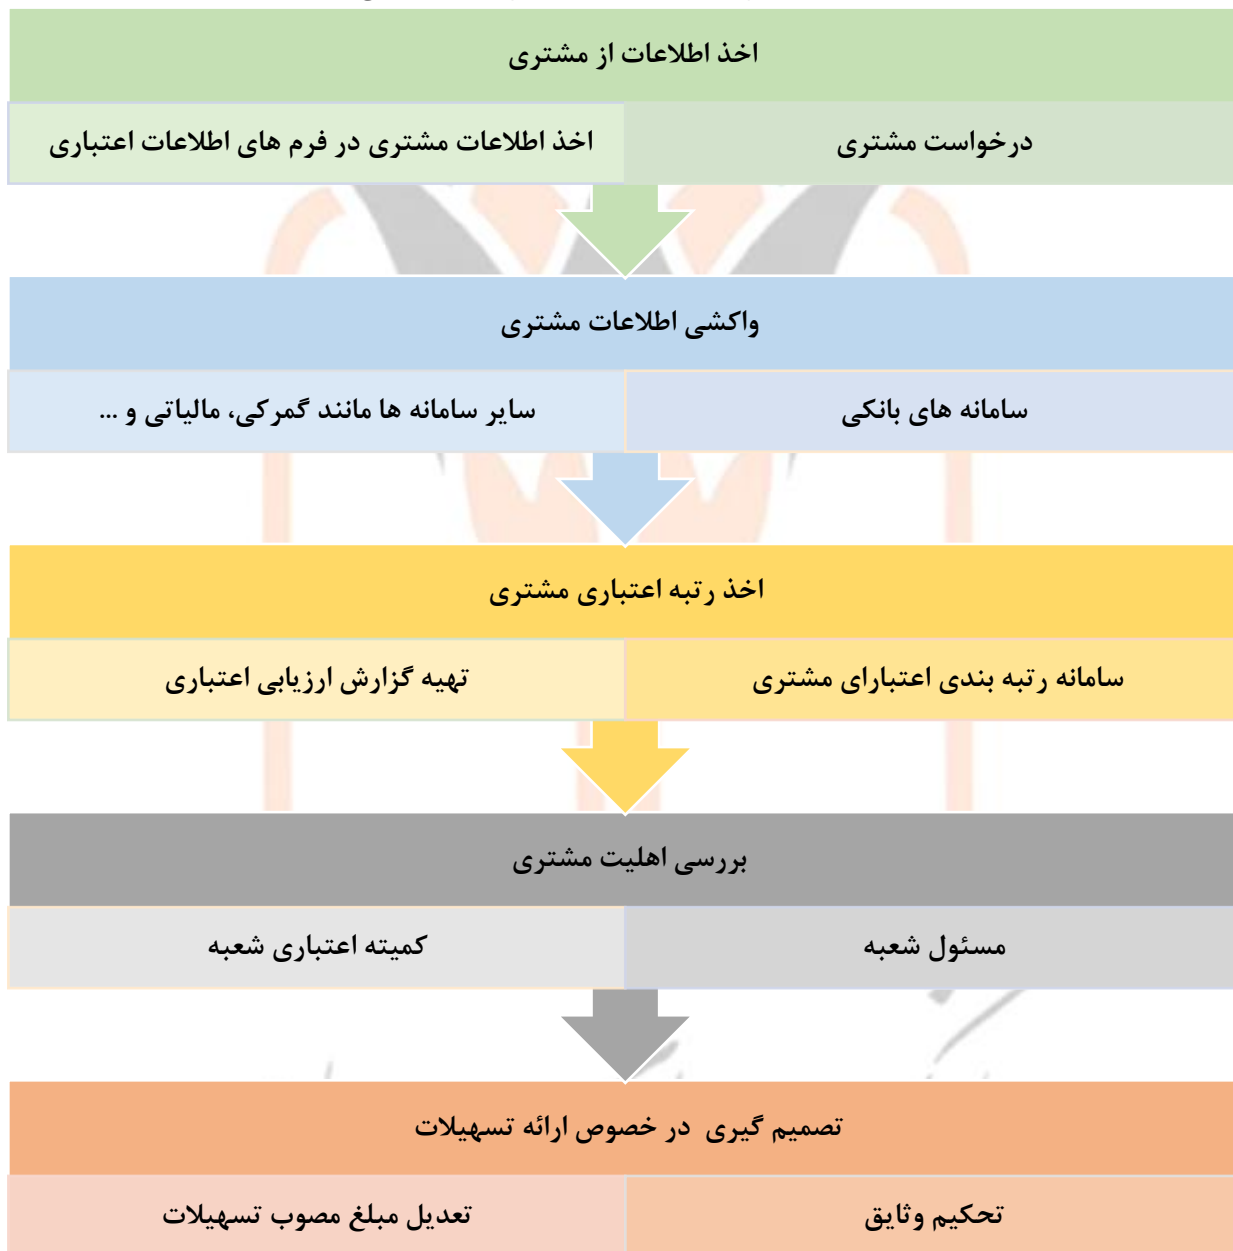 اخذ اطلاعات از مشتری
درخواست مشتری
اخذ اطلاعات مشتری در فرم های اطلاعات اعتباری
واکشی اطلاعات مشتری
سامانه های بانکی
سایر سامانه ها مانند گمرکی، مالیاتی و ...
اخذ رتبه اعتباری مشتری
سامانه رتبه بندی اعتبارای مشتری
تهیه گزارش ارزیابی اعتباری
بررسی اهلیت مشتری
مسئول شعبه
کمیته اعتباری شعبه
تصمیم گیری در خصوص ارائه تسهیلات
تحکیم وثایق
تعدیل مبلغ مصوب تسهیلات